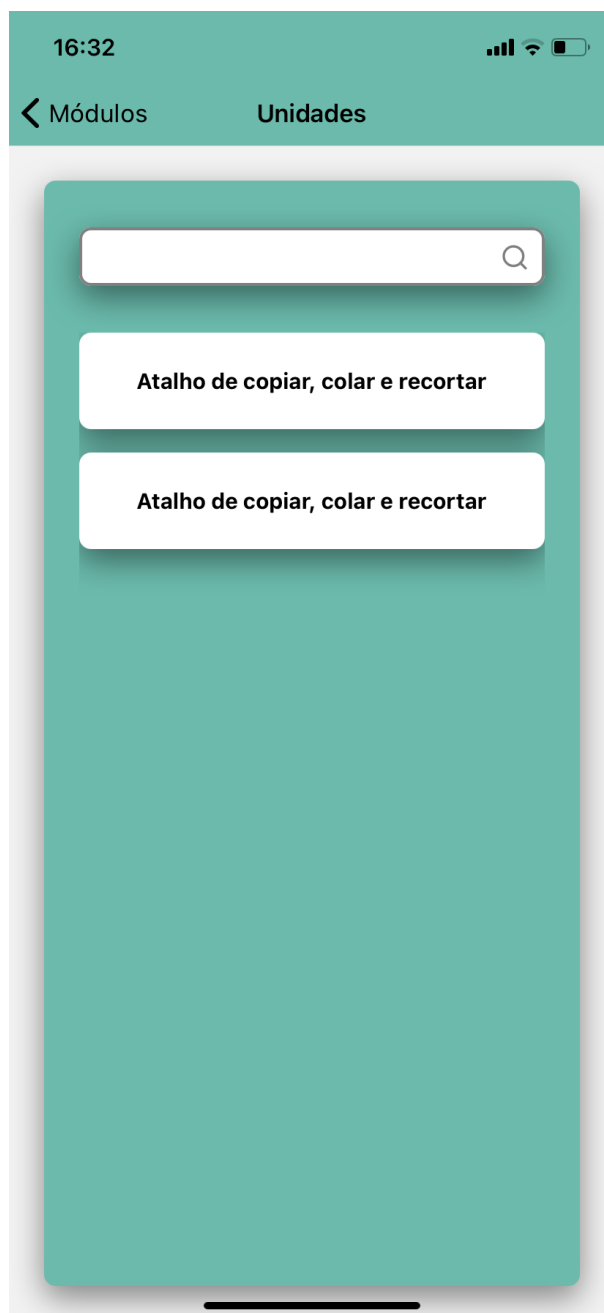 16:32
Módulos
Unidades
Atalho de copiar, colar e recortar
Atalho de copiar, colar e recortar